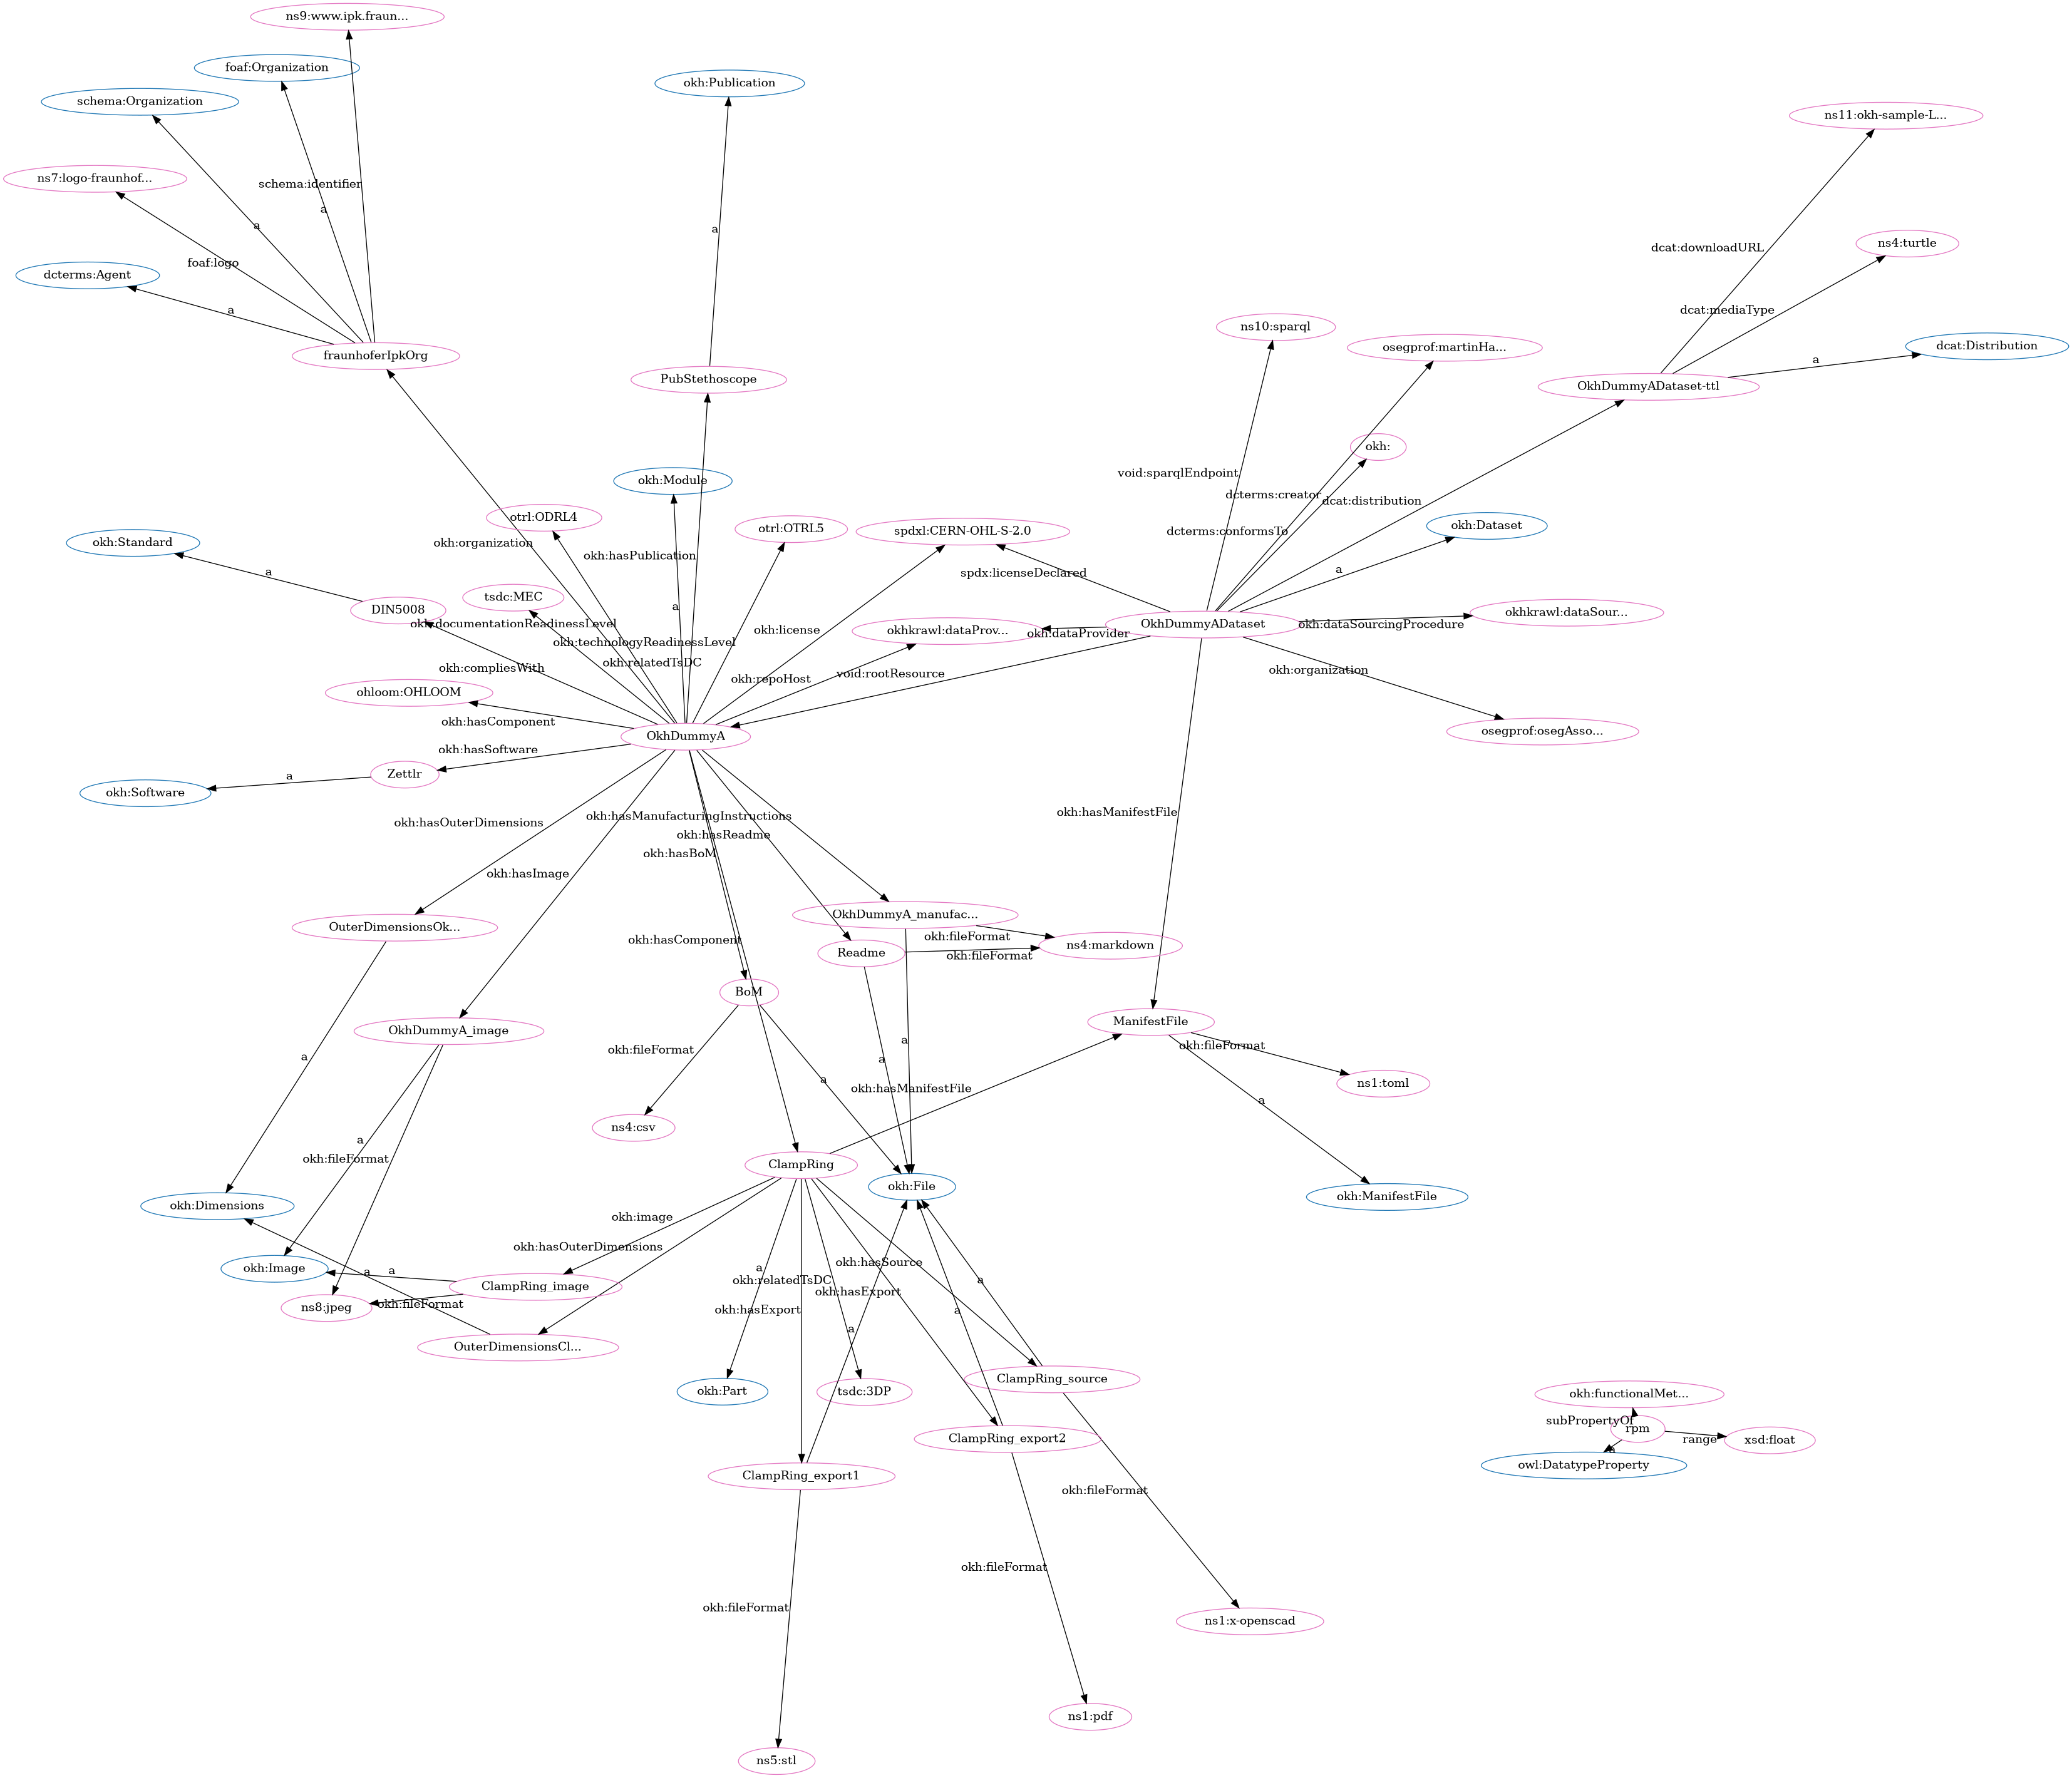 ns9:www.ipk.fraun...
foaf:Organization
okh:Publication
schema:Organization
ns11:okh-sample-L...
ns7:logo-fraunhof...
schema:identifier
a
a
a
ns4:turtle
dcat:downloadURL
foaf:logo
dcterms:Agent
a
dcat:mediaType
ns10:sparql
osegprof:martinHa...
dcat:Distribution
fraunhoferIpkOrg
a
PubStethoscope
OkhDummyADataset-ttl
okh:
void:sparqlEndpoint
okh:Module
dcterms:creator
dcat:distribution
otrl:ODRL4
okh:Dataset
otrl:OTRL5
spdxl:CERN-OHL-S-2.0
dcterms:conformsTo
okh:Standard
okh:organization
okh:hasPublication
a
spdx:licenseDeclared
a
tsdc:MEC
a
DIN5008
okhkrawl:dataSour...
okh:documentationReadinessLevel
OkhDummyADataset
okh:dataSourcingProcedure
okh:license
okhkrawl:dataProv...
okh:dataProvider
okh:technologyReadinessLevel
okh:relatedTsDC
okh:compliesWith
okh:organization
void:rootResource
okh:repoHost
ohloom:OHLOOM
okh:hasComponent
osegprof:osegAsso...
OkhDummyA
okh:hasSoftware
Zettlr
a
okh:Software
okh:hasManifestFile
okh:hasManufacturingInstructions
okh:hasOuterDimensions
okh:hasReadme
okh:hasBoM
okh:hasImage
OkhDummyA_manufac...
OuterDimensionsOk...
okh:fileFormat
okh:hasComponent
ns4:markdown
Readme
okh:fileFormat
BoM
ManifestFile
OkhDummyA_image
a
okh:fileFormat
okh:fileFormat
a
a
a
ns1:toml
okh:hasManifestFile
a
ns4:csv
a
okh:fileFormat
ClampRing
okh:File
okh:ManifestFile
okh:Dimensions
okh:image
okh:hasOuterDimensions
okh:hasSource
okh:Image
a
a
a
okh:relatedTsDC
a
ClampRing_image
okh:hasExport
ns8:jpeg
okh:fileFormat
okh:hasExport
a
a
OuterDimensionsCl...
ClampRing_source
okh:Part
tsdc:3DP
okh:functionalMet...
subPropertyOf
rpm
ClampRing_export2
range
xsd:float
a
owl:DatatypeProperty
ClampRing_export1
okh:fileFormat
okh:fileFormat
okh:fileFormat
ns1:x-openscad
ns1:pdf
ns5:stl